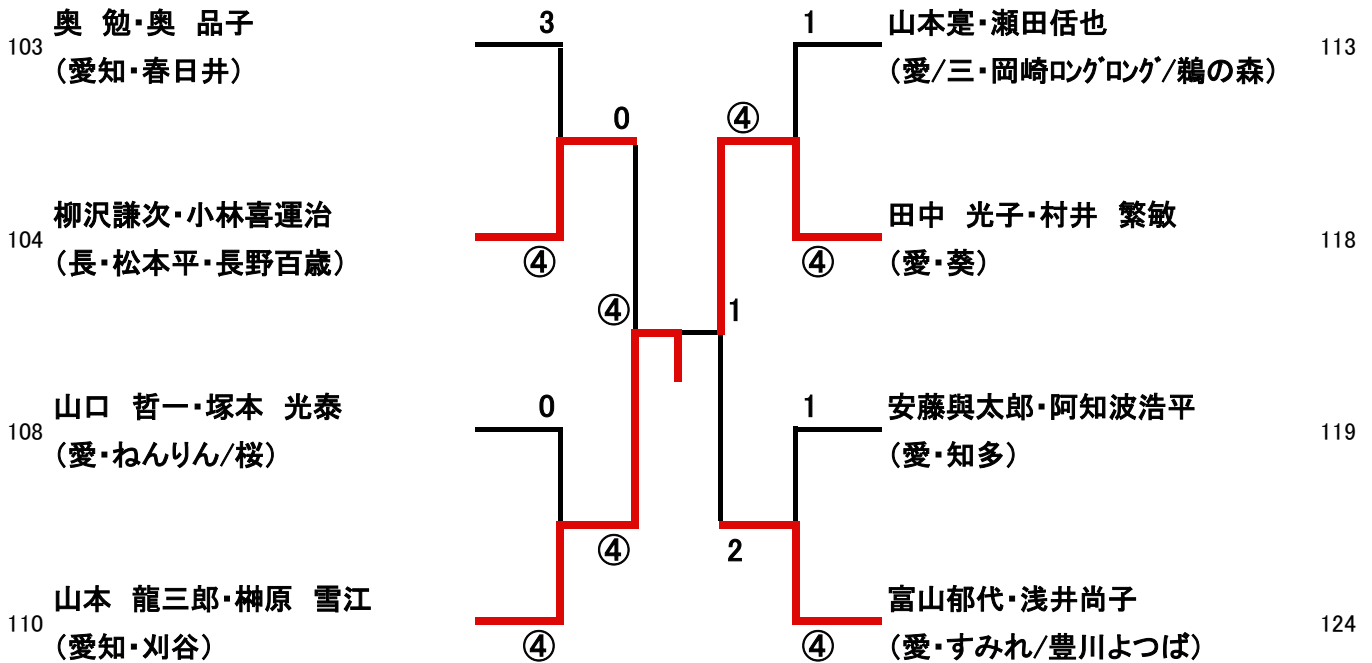 奥 勉・奥 品子
3
103
(愛知・春日井)
0
柳沢謙次・小林喜運治
104
(長・松本平・長野百歳)
④
④
山口 哲一・塚本 光泰
0
108
(愛・ねんりん/桜)
④
山本 龍三郎・榊原 雪江
110
(愛知・刈谷)
④
1
山本寔・瀬田佸也
113
(愛/三・岡崎ロングロング/鵜の森)
④
田中 光子・村井 繁敏
118
④
(愛・葵)
1
1
安藤與太郎・阿知波浩平
119
(愛・知多)
2
富山郁代・浅井尚子
124
④
(愛・すみれ/豊川よつば)